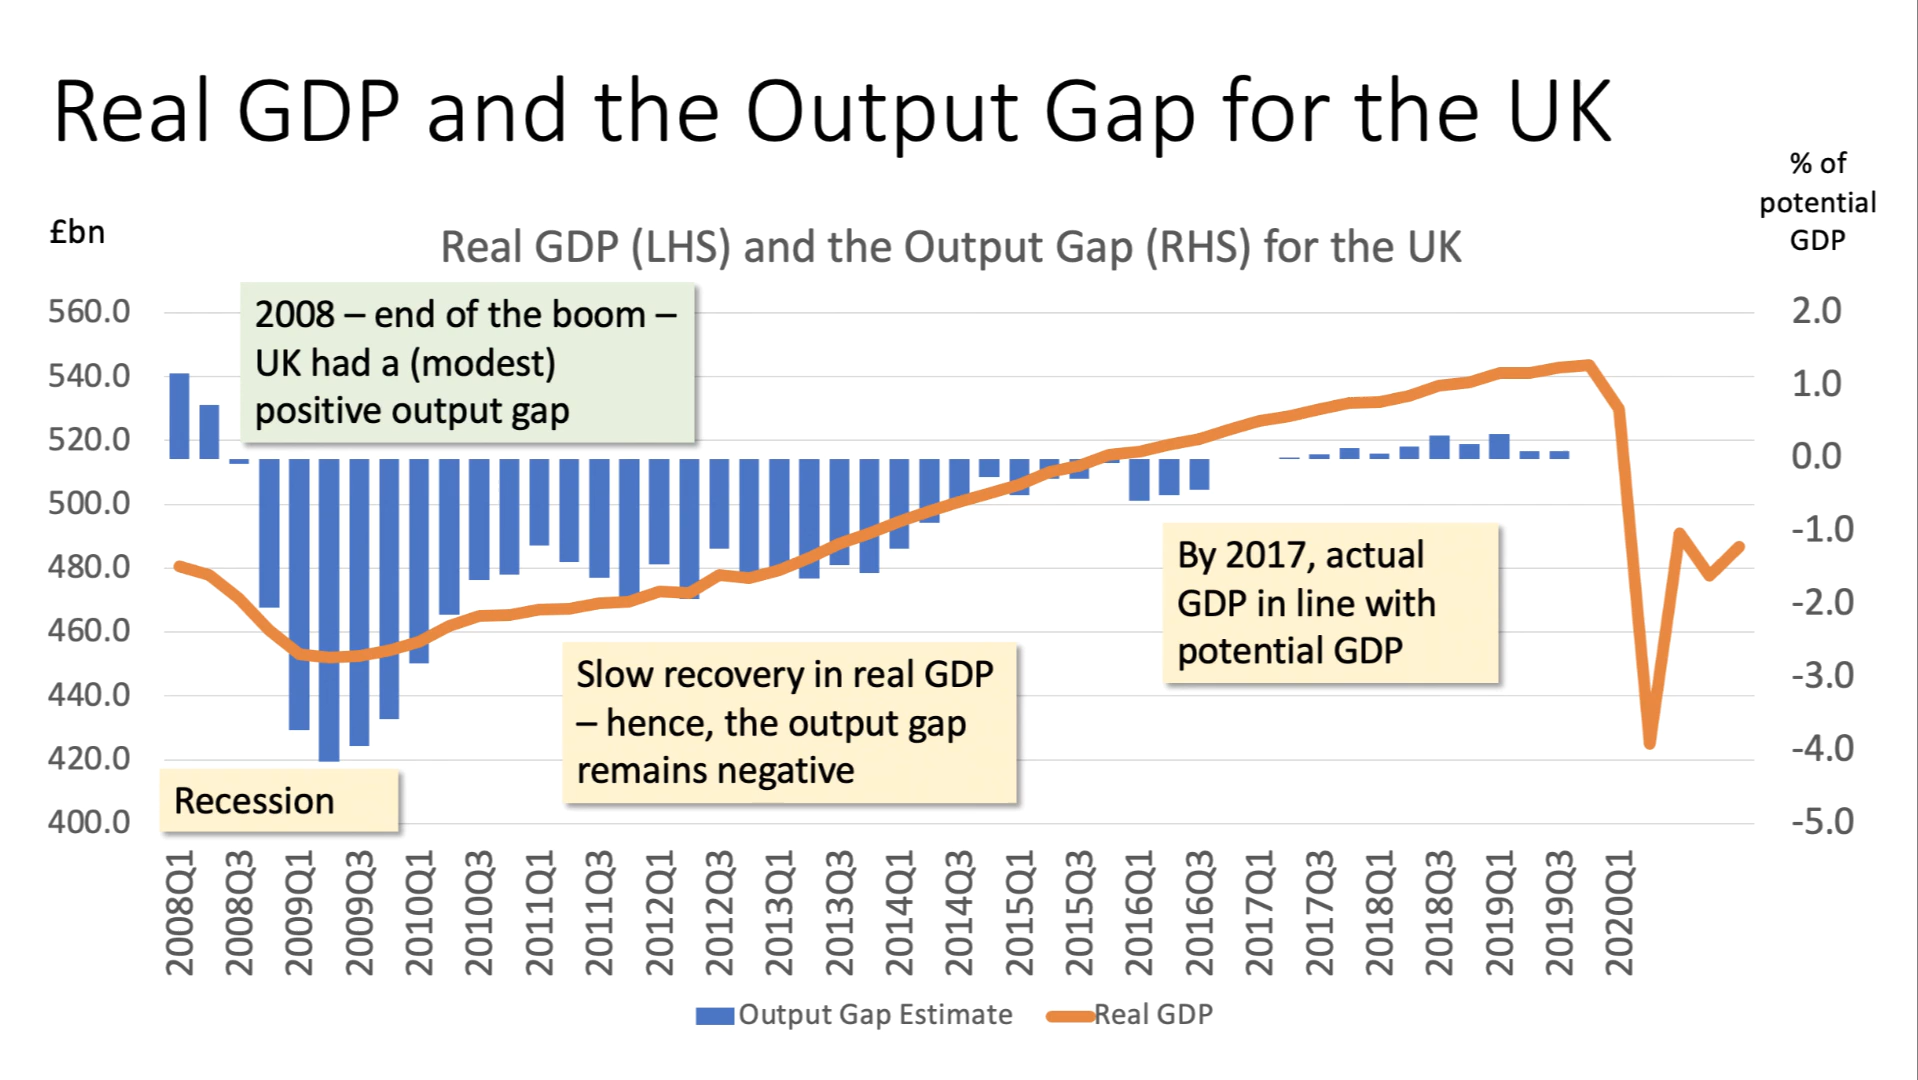 Real GDP and the Output Gap for the UK
% of
potential
GDP
£bn
Real GDP (LHS) and the Output Gap (RHS) for the UK
560.0
540.0
520.0
500.0
480.0
460.0
440.0
420.0
400.0
2008 – end of the boom –
UK had a (modest)
positive output gap
Recession
Slow recovery in real GDP
– hence, the output gap
remains negative
By 2017, actual
GDP in line with
potential GDP
2.0
1.0
0.0
-1.0
-2.0
-3.0
-4.0
-5.0
2008Q1
2008Q3
2009Q1
2009Q3
2010Q1
2010Q3
2011Q1
2011Q3
2012Q1
2012Q3
2013Q1
2013Q3
2014Q1
2014Q3
2015Q1
2015Q3
2016Q1
2016Q3
2017Q1
2017Q3
2018Q1
2018Q3
2019Q1
2019Q3
2020Q1
Output Gap Estimate
Real GDP